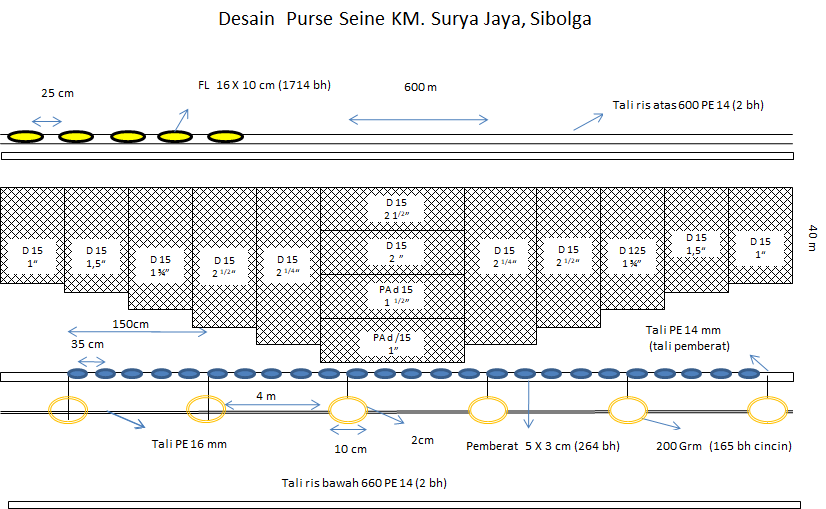 Desain Purse Seine KM. Surya Jaya, Sibolga
25 cm
FL 16 X 10 cm (1714 bh)
600 m
Tali ris atas 600 PE 14 (2 bh)
D 15
1“
D 15
1,5“
D 15
1 ¾“
D 15
2 1/2“
D 15
2 1/4“
D 15
2 1/2”
D 15
2 ”
PA d 15
1 1/2”
PA d /15
1”
D 15
2 1/4“
D 15
2 1/2“
D 125
1 ¾“
D 15
1,5“
D 15
1“
40 m
150cm
35 cm
Tali PE 14 mm
(tali pemberat)
4 m
Tali PE 16 mm
10 cm
2cm
Pemberat 5 X 3 cm (264 bh)
200 Grm (165 bh cincin)
Tali ris bawah 660 PE 14 (2 bh)